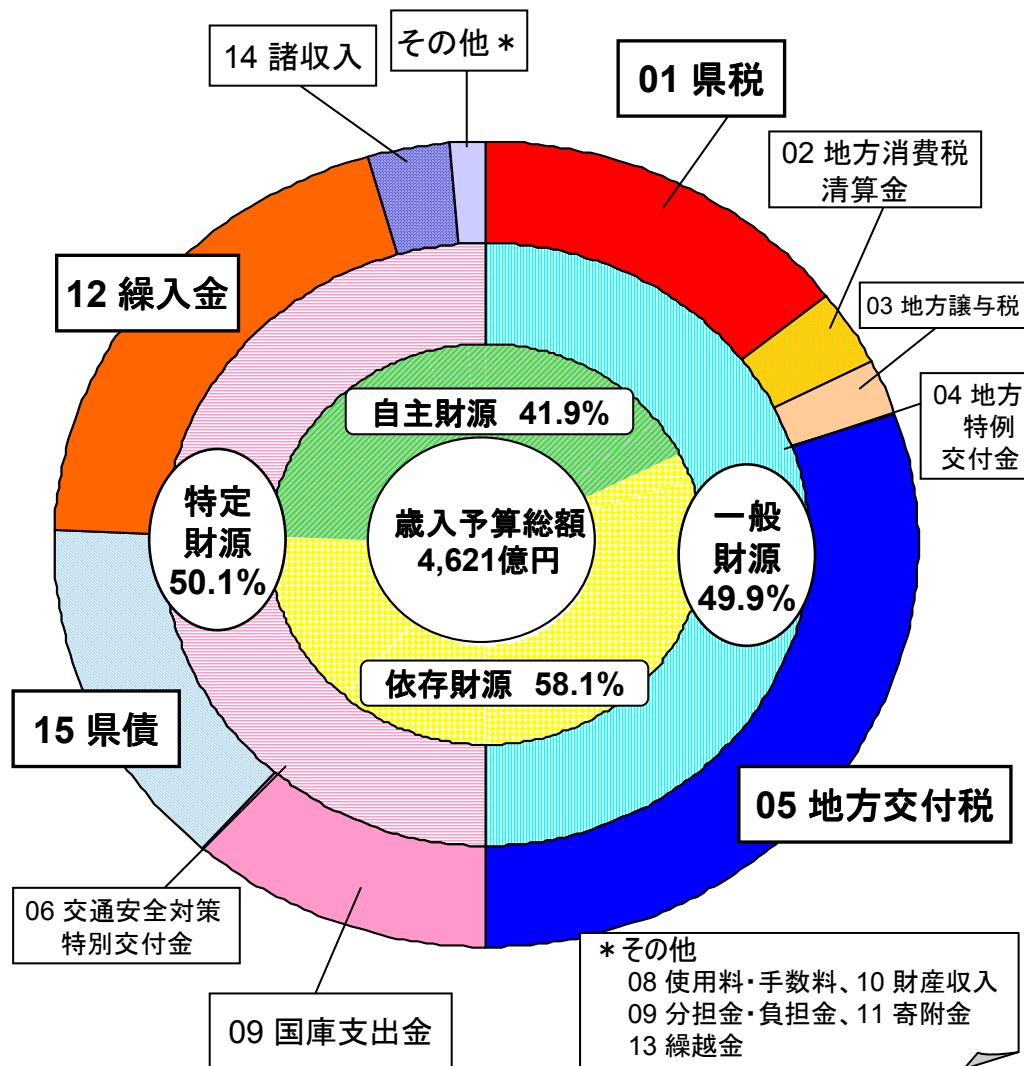 14 諸収入
その他＊
01 県税
02 地方消費税
清算金
03 地方譲与税
04 地方
特例
交付金
12 繰入金
自主財源 41.9%
特定
財源
50.1%
歳入予算総額
4,621億円
一般
財源
49.9%
依存財源 58.1%
15 県債
05 地方交付税
06 交通安全対策
特別交付金
09 国庫支出金
＊その他
08 使用料・手数料、10 財産収入
09 分担金・負担金、11 寄附金
13 繰越金